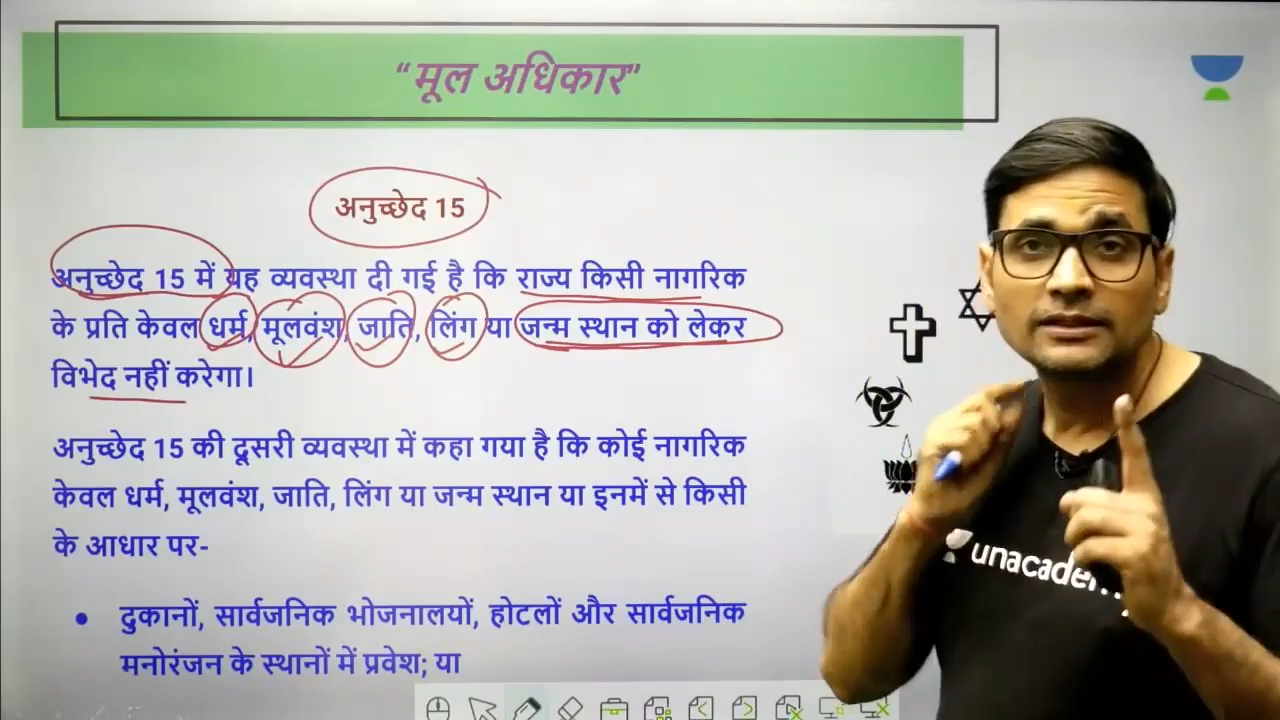 “मूल अधिकार”
अनुच्छेद 15
अनुच्छेद 15 में यह व्यवस्था दी गई है कि राज्य किसी नागरिक
के प्रति केवल धर्म, मूलवंश, जाति, लिंग या जन्म स्थान को लेकर
विभेद नहीं करेगा।
अनुच्छेद 15 की दूसरी व्यवस्था में कहा गया है कि कोई नागरिक
केवल धर्म, मूलवंश, जाति, लिंग या जन्म स्थान या इनमें से किसी
के आधार पर-
• दुकानों, सार्वजनिक भोजनालयों, होटलों और सार्वजनिक
मनोरंजन के स्थानों में प्रवेश; या